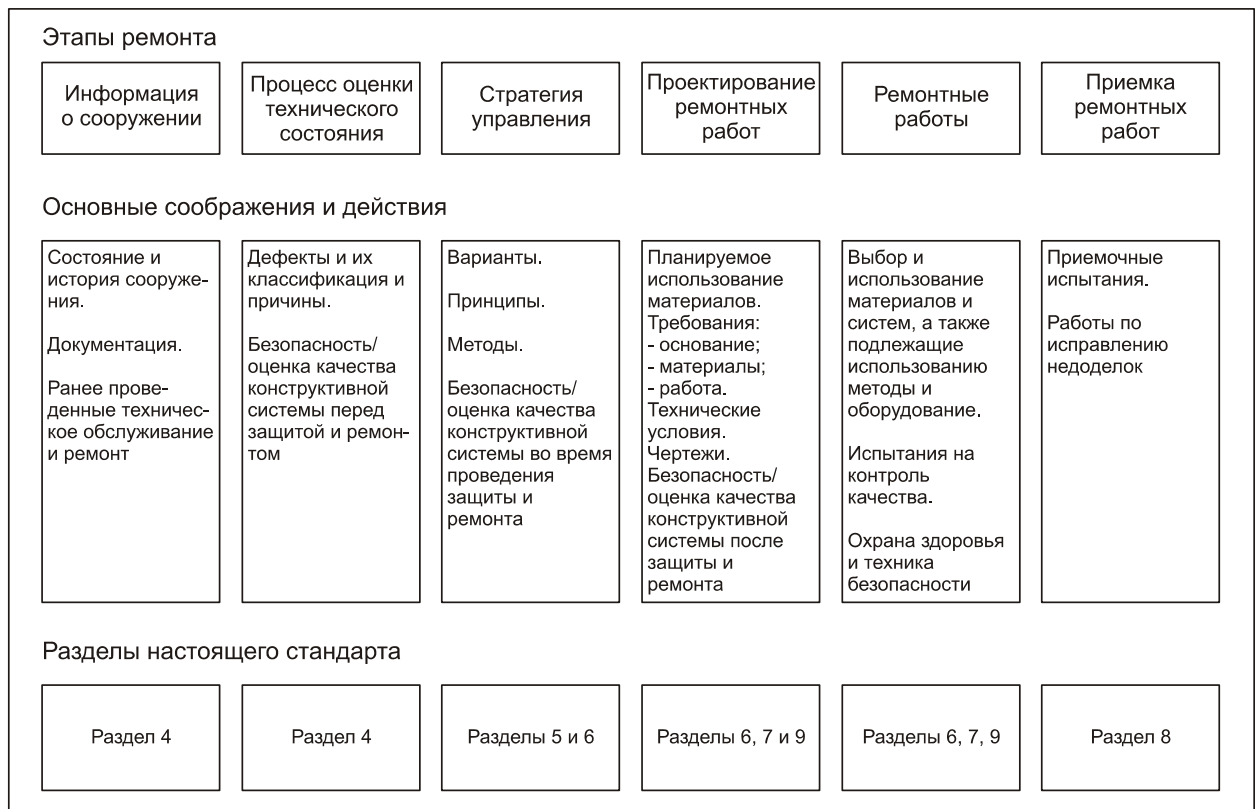 Этапы ремонта
Информация
о сооружении
Процесс оценки
технического
состояния
Стратегия
управления
Проектирование
ремонтных
работ
Ремонтные
работы
Приемка
ремонтных
работ
Основные соображения и действия
Состояние и
история сооруже-
ния.
Документация.
Ранее прове-
денные техничес-
кое обслуживание
и ремонт
Дефекты и их
классификация и
причины.
Безопасность/
оценка качества
конструктивной
системы перед
защитой и ремон-
том
Варианты.
Принципы.
Методы.
Безопасность/
оценка качества
конструктивной
системы во время
проведения
защиты и
ремонта
Планируемое
использование
материалов.
Требования:
- основание;
- материалы;
- работа.
Технические
условия.
Чертежи.
Безопасность/
оценка качества
конструктивной
системы после
защиты и
ремонта
Выбор и
использование
материалов и
систем, а также
подлежащие
использованию
методы и
оборудование.
Испытания на
контроль
качества.
Охрана здоровья
и техника
безопасности
Приемочные
испытания.
Работы по
исправлению
недоделок
Разделы настоящего стандарта
Раздел 4
Раздел 4
Разделы 5 и 6
Разделы 6, 7 и 9
Разделы 6, 7, 9
Раздел 8